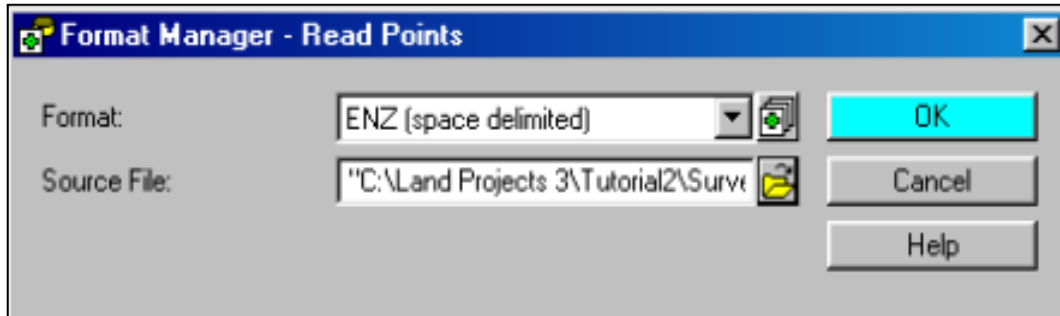 Format Manager - Read Points
Format: ENZ (space delimited) OK
Source File: "C:\Land Projects 3\Tutorial2\Surve Cancel
Help